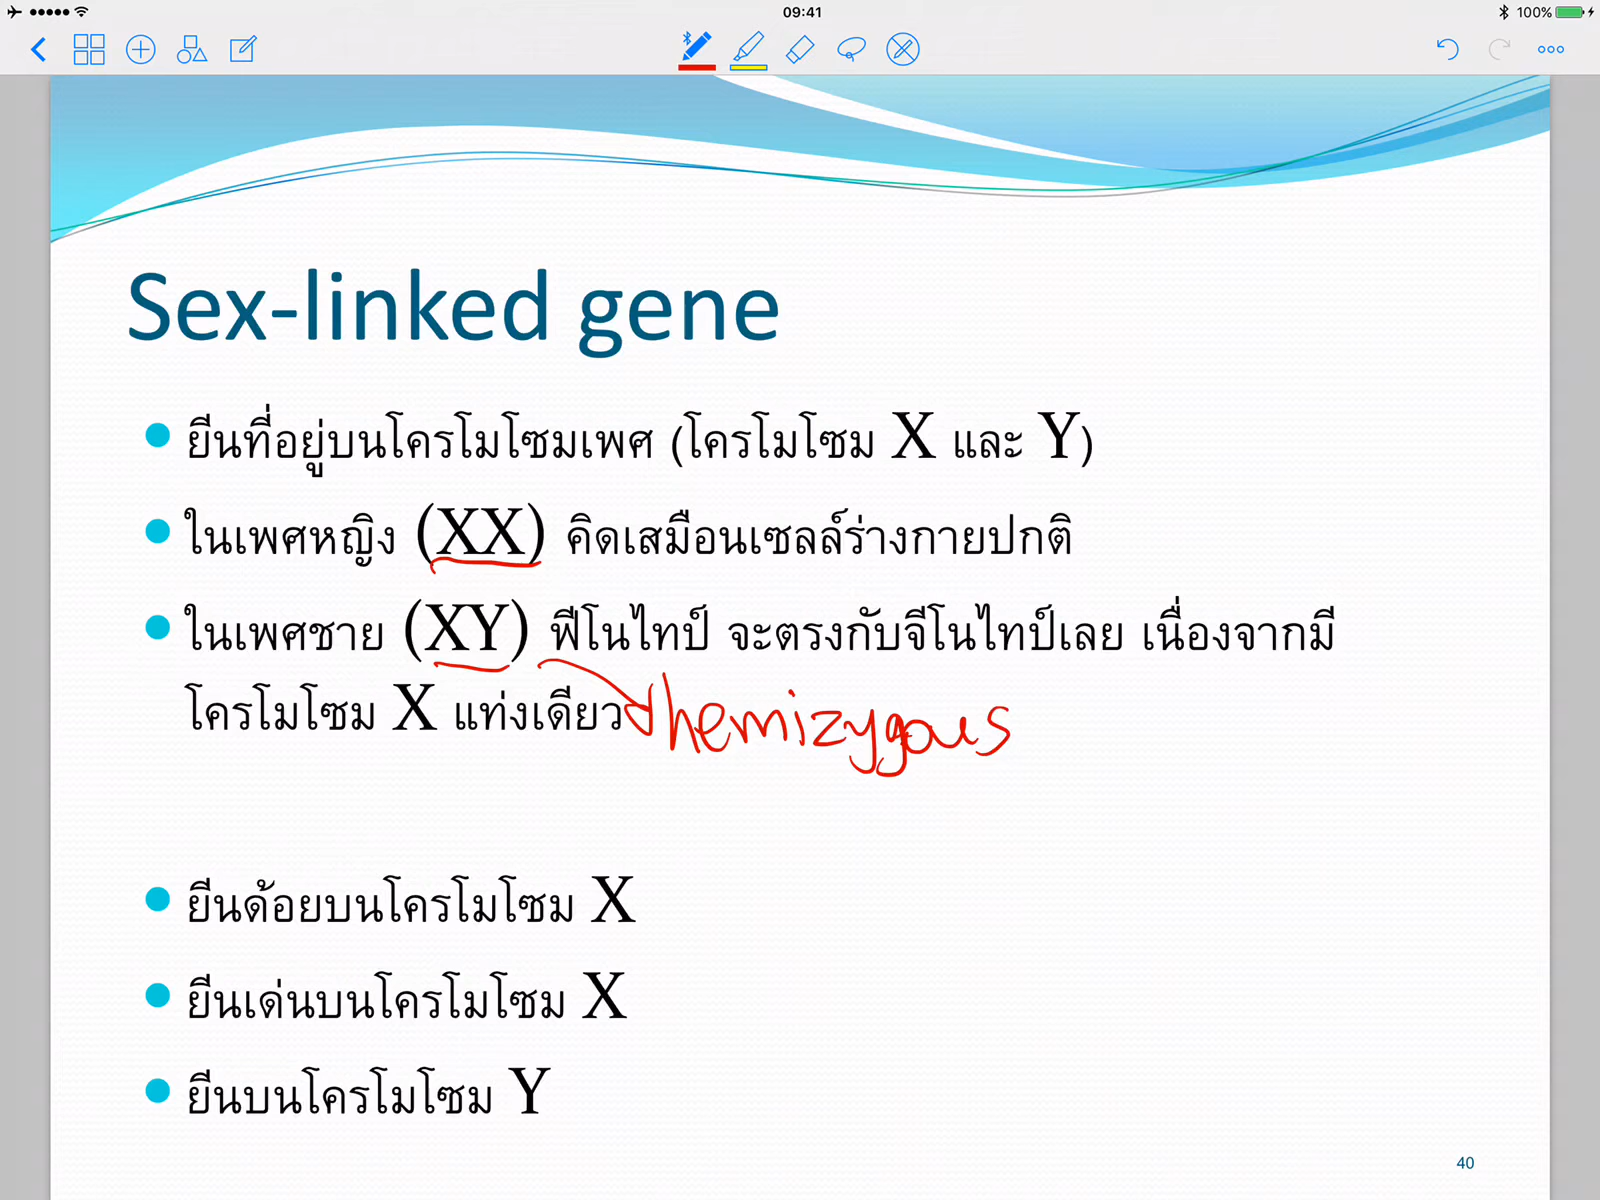 09:41
100%
Sex-linked gene
ยีนที่อยู่บนโครโมโซมเพศ (โครโมโซม X และ Y)
ในเพศหญิง (XX) คิดเสมือนเซลล์ร่างกายปกติ
ในเพศชาย (XY) ฟีโนไทป์ จะตรงกับจีโนไทป์เลย เนื่องจากมี
โครโมโซม X แท่งเดียว hemizygous
ยีนด้อยบนโครโมโซม X
ยีนเด่นบนโครโมโซม X
ยีนบนโครโมโซม Y
40